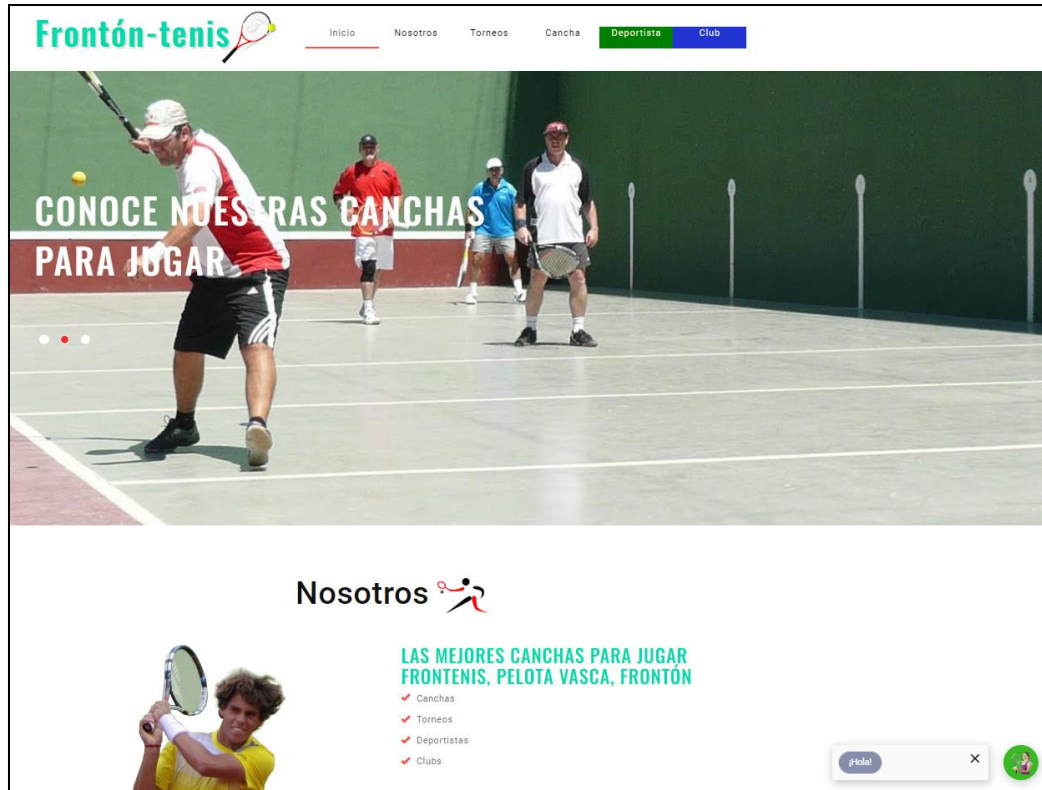 Frontón-tenis
Inicio Nosotros Torneos Cancha Deportista Club
CONOCE NUESTRAS CANCHAS
PARA JUGAR
Nosotros
LAS MEJORES CANCHAS PARA JUGAR
FRONTENIS, PELOTA VASCA, FRONTÓN
Canchas
Torneos
Deportistas
Clubs
¡Hola!